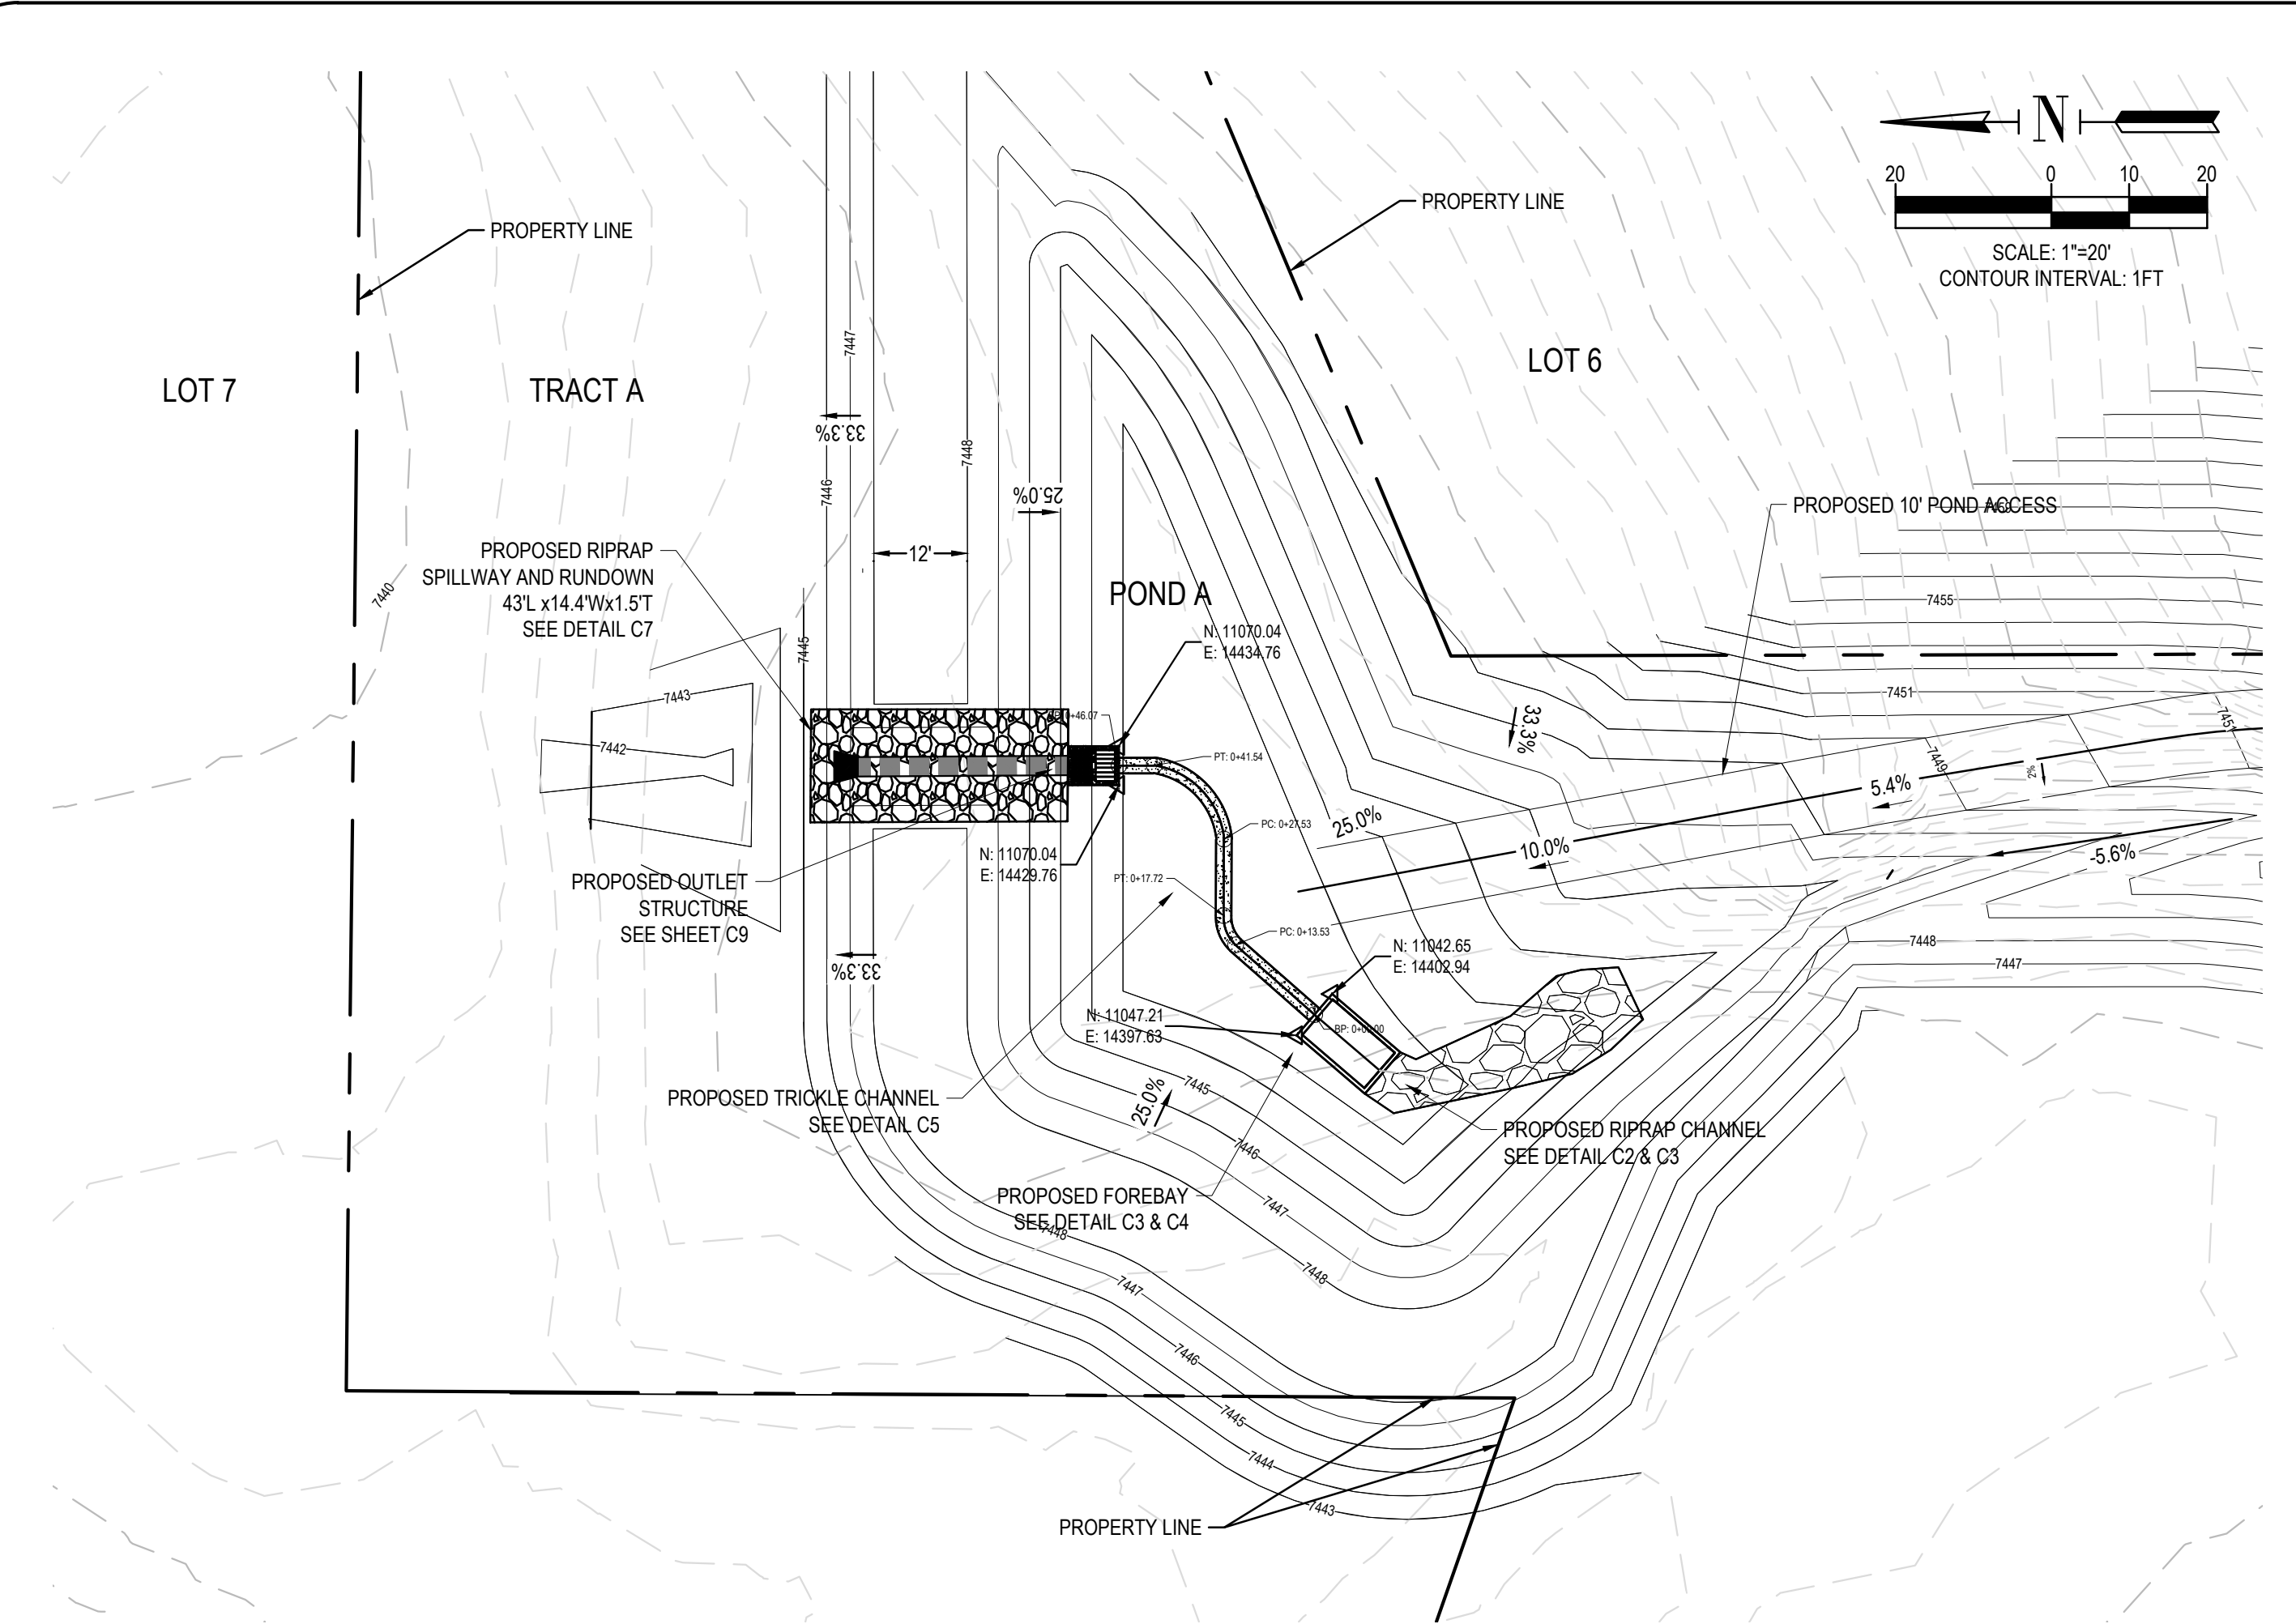 N
20 0 10 20
SCALE: 1"=20'
CONTOUR INTERVAL: 1FT
PROPERTY LINE
PROPERTY LINE
LOT 7
TRACT A
LOT 6
7447
33.3%
7448
7446
25.0%
12'
PROPOSED 10' POND ACCESS
PROPOSED RIPRAP
SPILLWAY AND RUNDOWN
43'L x14.4'Wx1.5'T
SEE DETAIL C7
7440
POND A
7455
N: 11070.04
E: 14434.76
7445
7443
7451
7451
33.3%
7442
PT: 0+41.54
7449
2%
5.4%
PC: 0+27.53
25.0%
10.0%
-5.6%
N: 11070.04
E: 14429.76
PT: 0+17.72
PROPOSED OUTLET
STRUCTURE
SEE SHEET C9
PC: 0+13.53
N: 11042.65
E: 14402.94
7448
7447
33.3%
N: 11047.21
E: 14397.63
BP: 0+00.00
PROPOSED TRICKLE CHANNEL
SEE DETAIL C5
7445
25.0%
7446
PROPOSED RIPRAP CHANNEL
SEE DETAIL C2 & C3
PROPOSED FOREBAY
SEE DETAIL C3 & C4
7447
7448
7448
7447
7446
7445
7444
7443
PROPERTY LINE